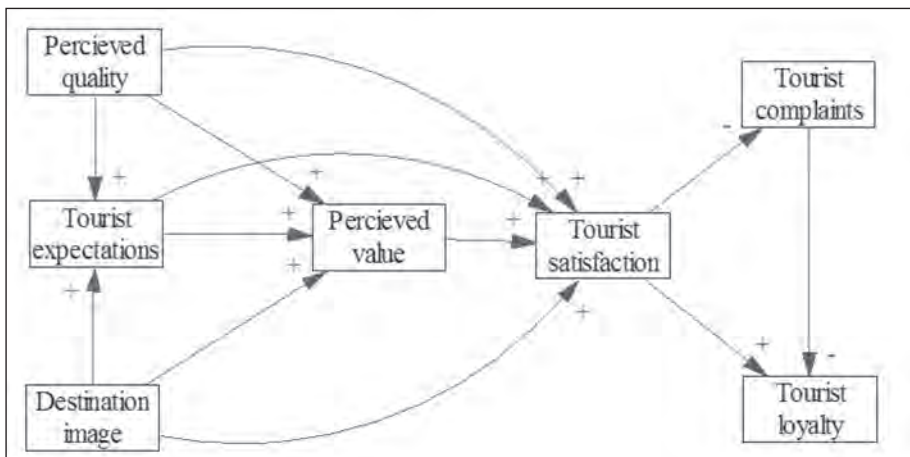 Percieved
quality
Tourist
complaints
-
+
+
+
+
Tourist
expectations
+
Percieved
value
+
Tourist
satisfaction
+
+
+
+
-
Destination
image
Tourist
loyalty